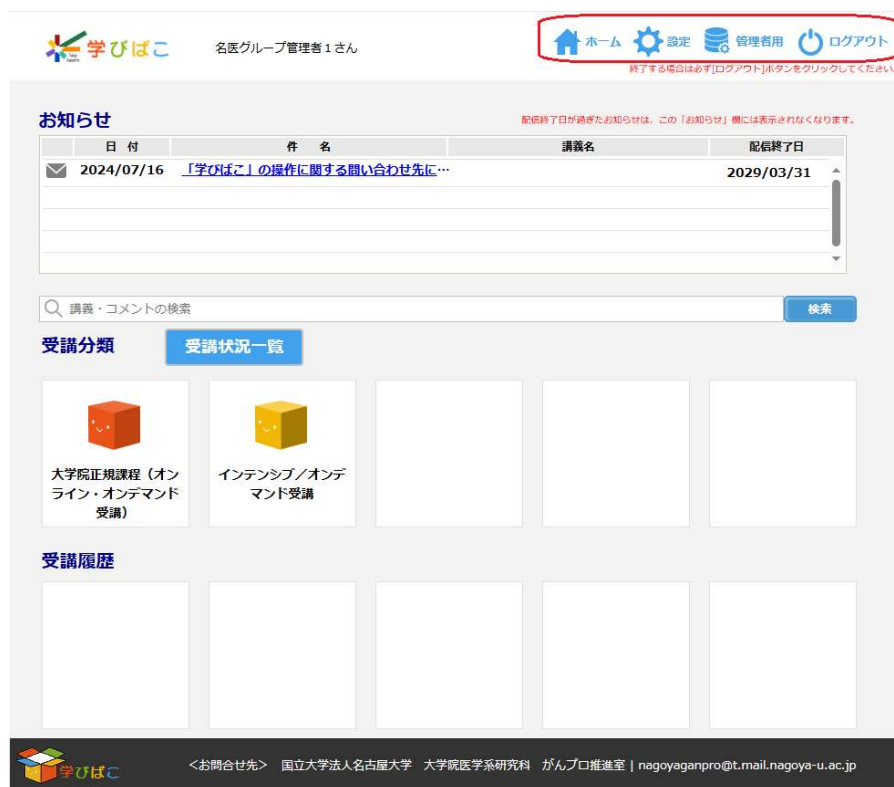 学びばこ
名医グループ管理者１さん
ホーム 設定 管理者用 ログアウト
終了する場合は必ず[ログアウト]ボタンをクリックしてください。
お知らせ
配信終了日が過ぎたお知らせは、この「お知らせ」欄には表示されなくなります。
日 付 件 名 講義名 配信終了日
2024/07/16 「学びばこ」の操作に関する問い合わせ先に… 2029/03/31
講義・コメントの検索 検索
受講分類 受講状況一覧
大学院正規課程（オン
ライン・オンデマンド
受講）
インテンシブ／オンデ
マンド受講
受講履歴
学びばこ
＜お問合せ先＞ 国立大学法人名古屋大学 大学院医学系研究科 がんプロ推進室 | nagoyaganpro@t.mail.nagoya-u.ac.jp